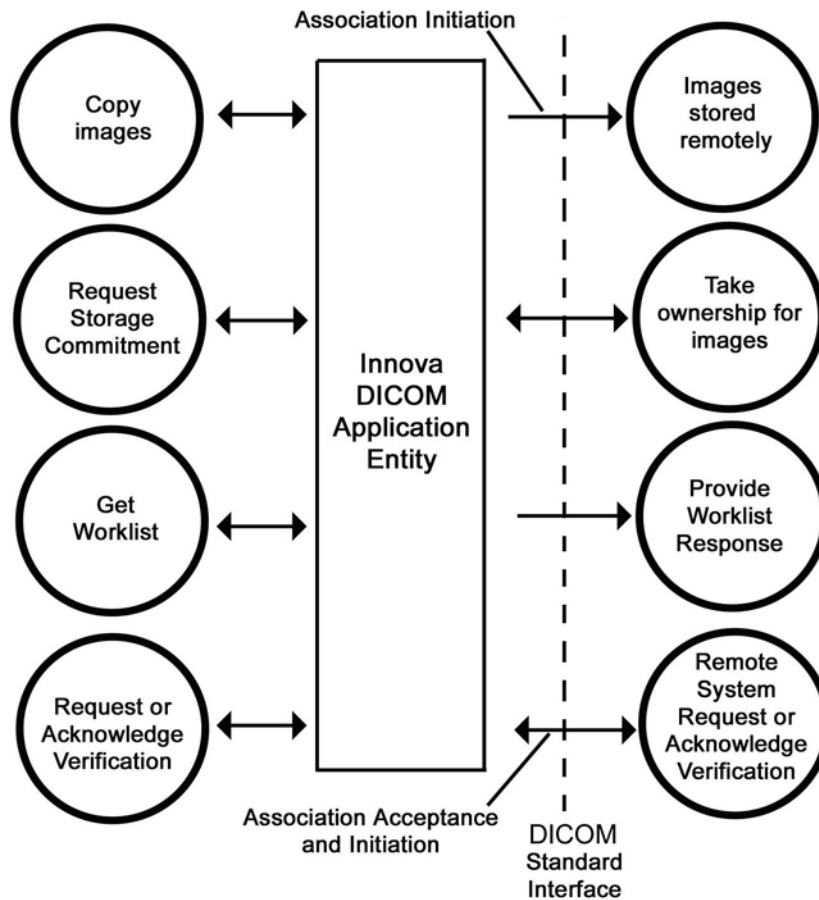 Association Initiation
Copy
images
Images
stored
remotely
Request
Storage
Commitment
Take
ownership for
images
Innova
DICOM
Application
Entity
Get
Worklist
Provide
Worklist
Response
Request or
Acknowledge
Verification
Remote
System
Request or
Acknowledge
Verification
Association Acceptance
and Initiation
DICOM
Standard
Interface